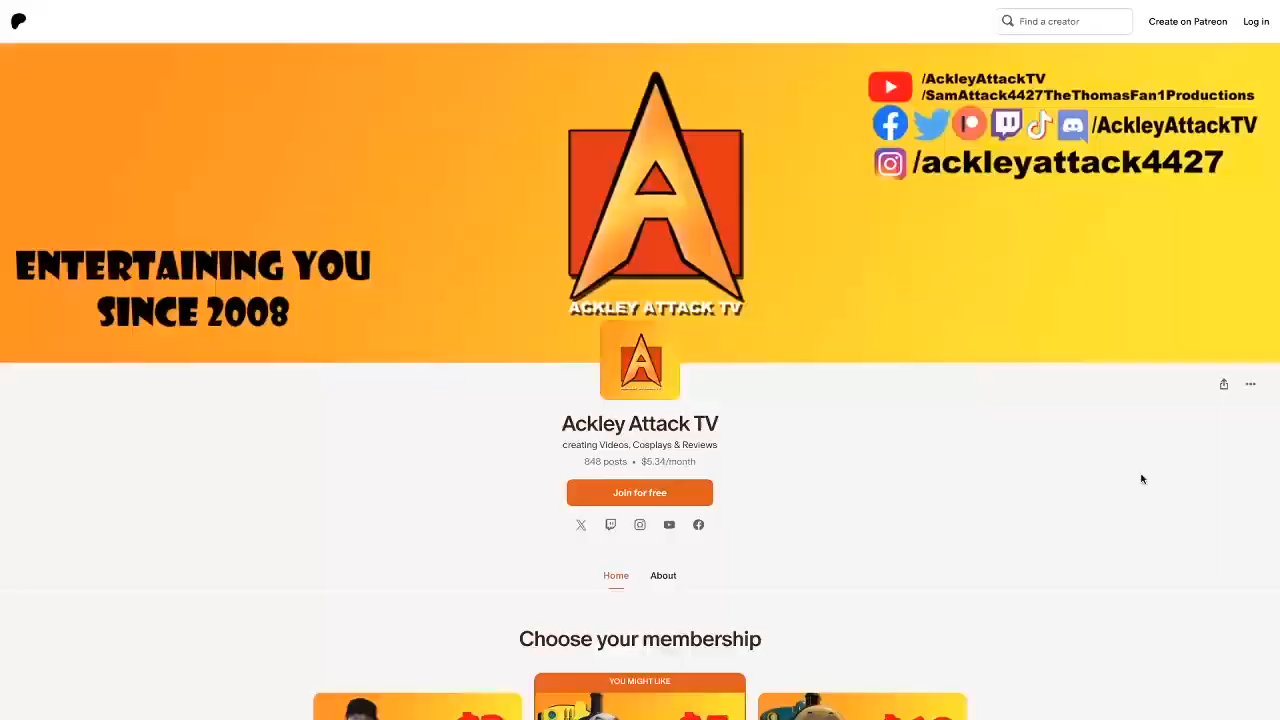 Find a creator
Create on Patreon
Log in
/AckleyAttackTV
/SamAttack4427TheThomasFan1Productions
/AckleyAttackTV
/ackleyattack4427
ENTERTAINING YOU
SINCE 2008
A
ACKLEY ATTACK TV
A
Ackley Attack TV
creating Videos, Cosplays & Reviews
848 posts • $5.34/month
Join for free
Home
About
Choose your membership
YOU MIGHT LIKE